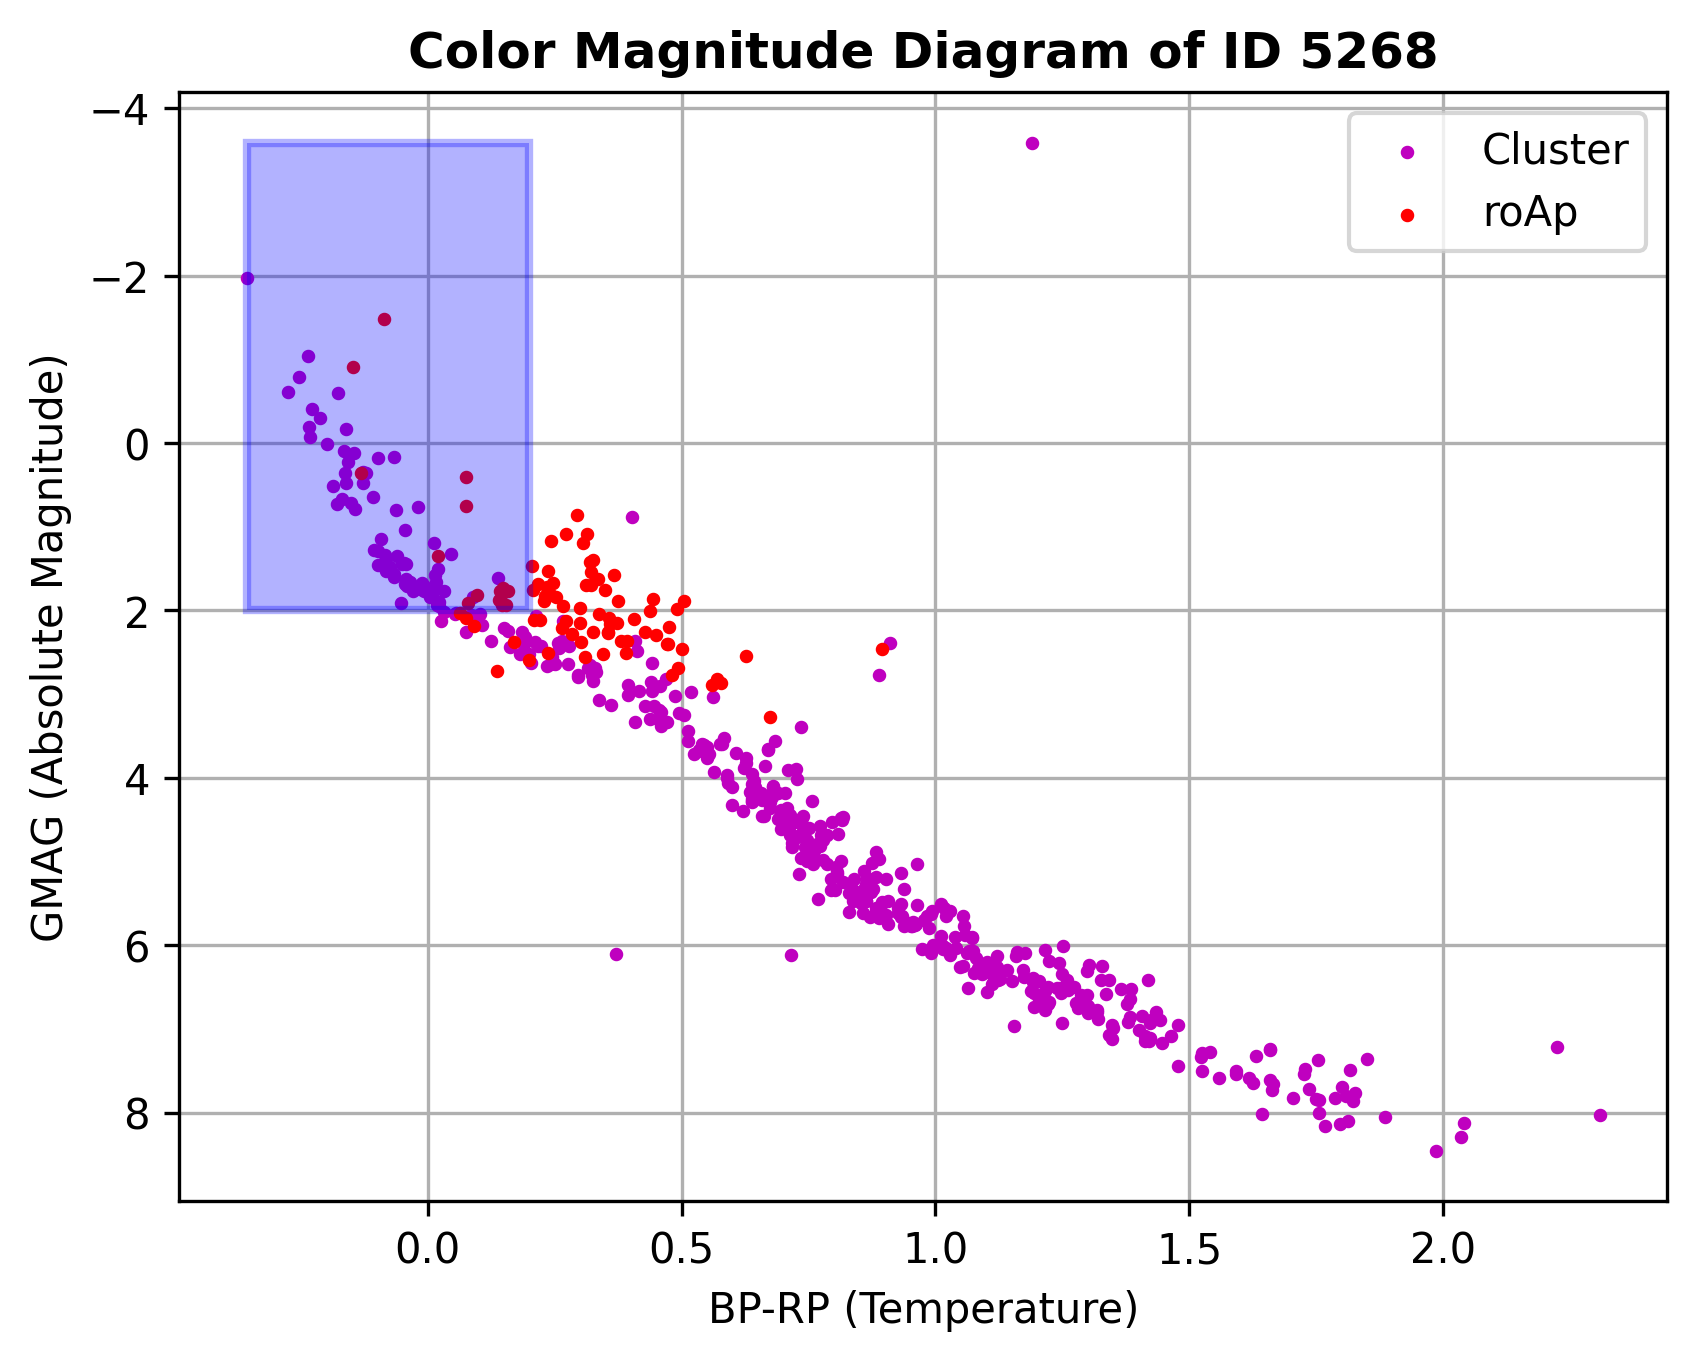 Color Magnitude Diagram of ID 5268
Cluster
roAp
−4
−2
0
2
4
6
8
GMAG (Absolute Magnitude)
0.0 0.5 1.0 1.5 2.0
BP-RP (Temperature)